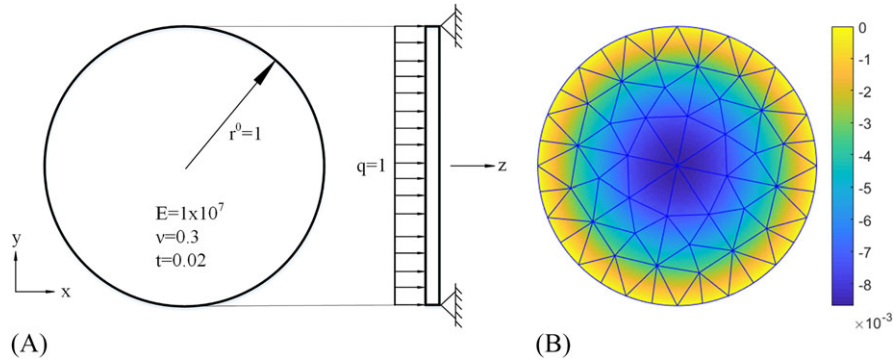 r⁰=1
E=1x10⁷
ν=0.3
t=0.02
y
x
(A)
q=1
z
(B)
0
-1
-2
-3
-4
-5
-6
-7
-8
×10⁻³